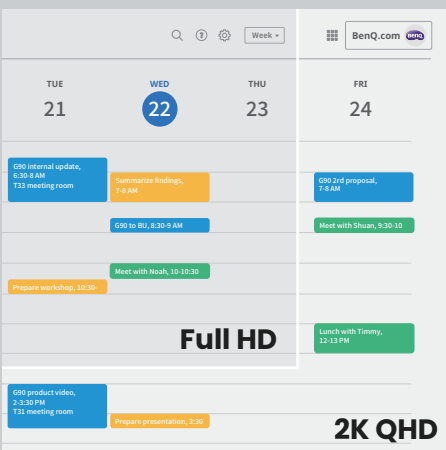 Week
BenQ.com
BenQ
TUE
WED
THU
FRI
21
22
23
24
G90 internal update,
6:30-8 AM
T33 meeting room
Summarize findings,
7-8 AM
G90 2rd proposal,
7-8 AM
G90 to BU, 8:30-9 AM
Meet with Shuan, 9:30-10
Meet with Noah, 10-10:30
Prepare workshop, 10:30-
Full HD
Lunch with Timmy,
12-13 PM
G90 product video,
2-3:30 PM
T31 meeting room
Prepare presentation, 3:30
2K QHD